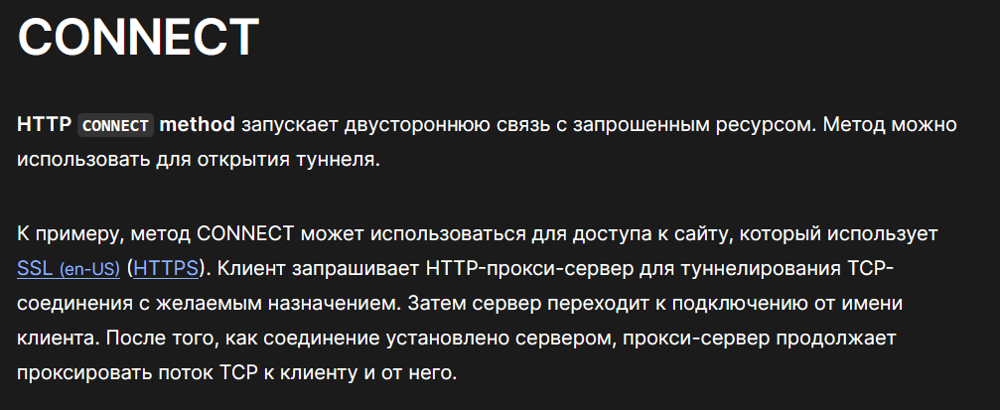 CONNECT
HTTP CONNECT method запускает двустороннюю связь с запрошенным ресурсом. Метод можно
использовать для открытия туннеля.
К примеру, метод CONNECT может использоваться для доступа к сайту, который использует
SSL (en-US) (HTTPS). Клиент запрашивает HTTP-прокси-сервер для туннелирования TCP-
соединения с желаемым назначением. Затем сервер переходит к подключению от имени
клиента. После того, как соединение установлено сервером, прокси-сервер продолжает
проксировать поток TCP к клиенту и от него.